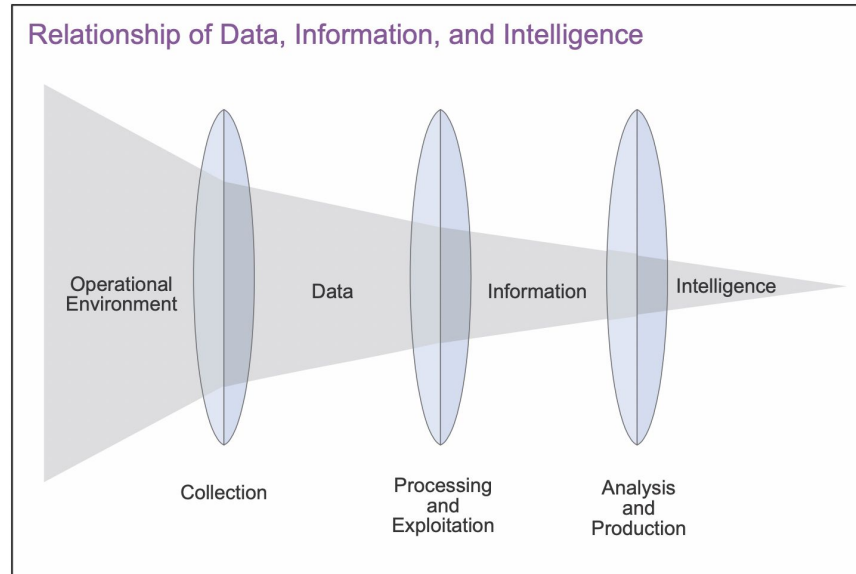 Relationship of Data, Information, and Intelligence
Operational
Environment
Data
Information
Intelligence
Collection
Processing
and
Exploitation
Analysis
and
Production